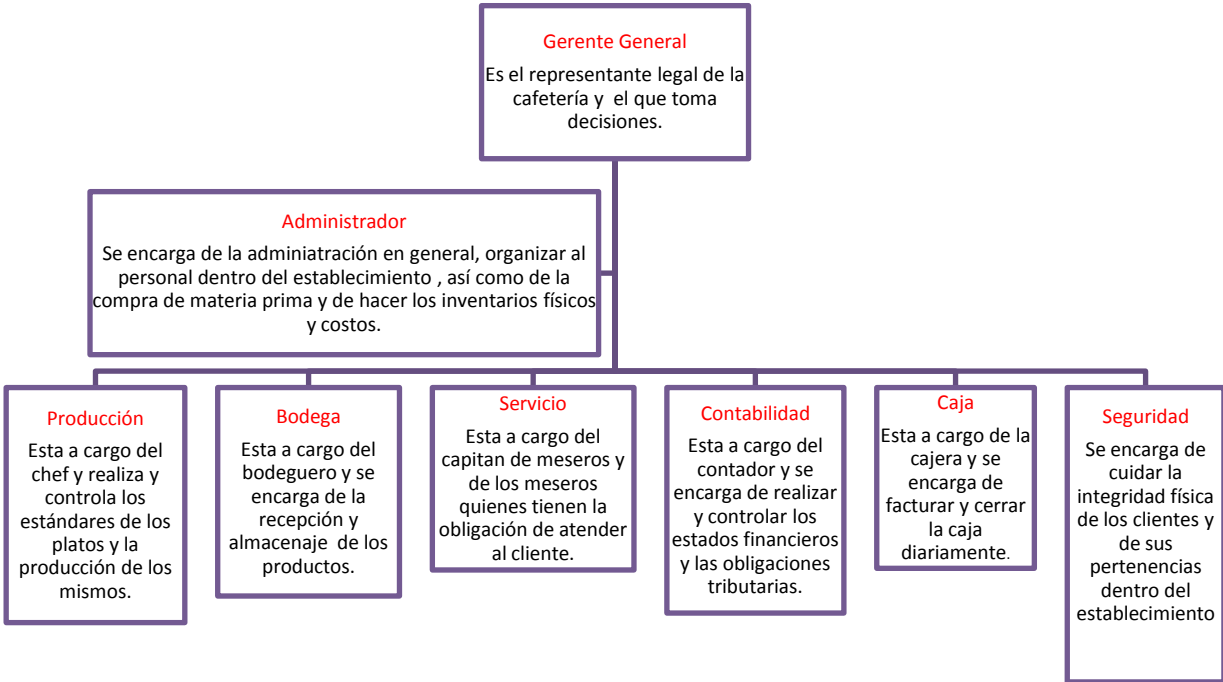 Gerente General
Es el representante legal de la
cafetería y el que toma
decisiones.
Administrador
Se encarga de la adminiatración en general, organizar al
personal dentro del establecimiento , así como de la
compra de materia prima y de hacer los inventarios físicos
y costos.
Producción
Esta a cargo del
chef y realiza y
controla los
estándares de los
platos y la
producción de los
mismos.
Bodega
Esta a cargo del
bodeguero y se
encarga de la
recepción y
almacenaje de los
productos.
Servicio
Esta a cargo del
capitan de meseros y
de los meseros
quienes tienen la
obligación de atender
al cliente.
Contabilidad
Esta a cargo del
contador y se
encarga de realizar
y controlar los
estados financieros
y las obligaciones
tributarias.
Caja
Esta a cargo de la
cajera y se
encarga de
facturar y cerrar
la caja
diariamente.
Seguridad
Se encarga de
cuidar la
integridad física
de los clientes y
de sus
pertenencias
dentro del
establecimiento